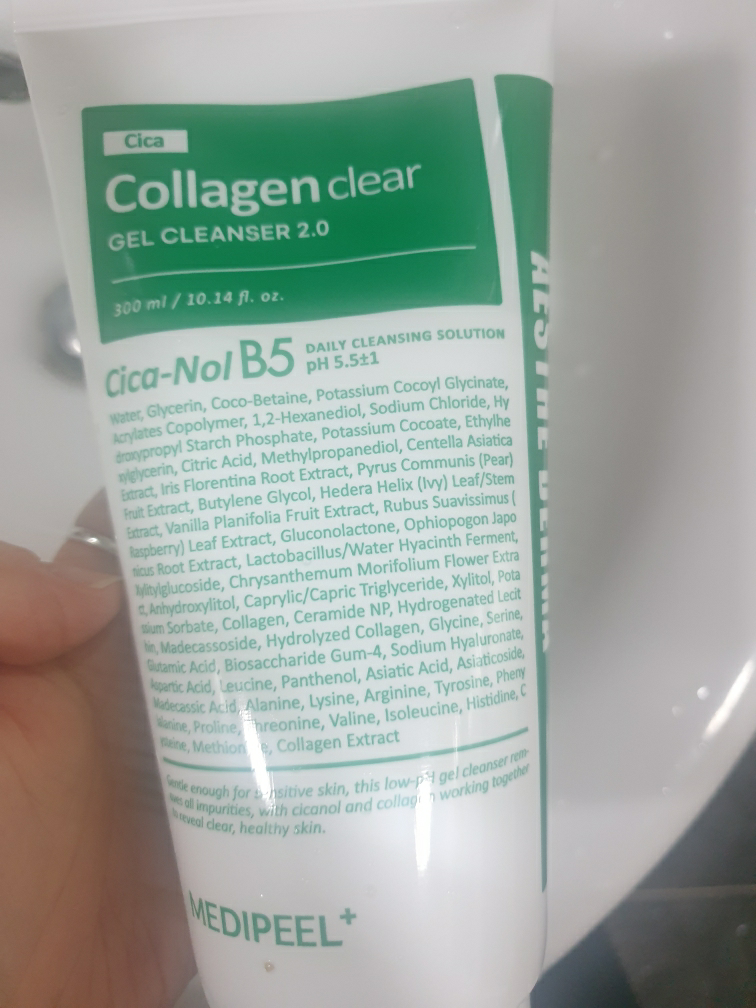 Cica
Collagen clear
GEL CLEANSER 2.0
300 ml / 10.14 fl. oz.
Cica-Nol B5 DAILY CLEANSING SOLUTION
pH 5.5±1
Water, Glycerin, Coco-Betaine, Potassium Cocoyl Glycinate,
Acrylates Copolymer, 1,2-Hexanediol, Sodium Chloride, Hy
droxypropyl Starch Phosphate, Potassium Cocoate, Ethylhe
xylglycerin, Citric Acid, Methylpropanediol, Centella Asiatica
Extract, Iris Florentina Root Extract, Pyrus Communis (Pear)
Fruit Extract, Butylene Glycol, Hedera Helix (Ivy) Leaf/Stem
Extract, Vanilla Planifolia Fruit Extract, Rubus Suavissimus (
Raspberry) Leaf Extract, Gluconolactone, Ophiopogon Japo
nicus Root Extract, Lactobacillus/Water Hyacinth Ferment,
Xylitylglucoside, Chrysanthemum Morifolium Flower Extra
ct, Anhydroxylitol, Caprylic/Capric Triglyceride, Xylitol, Pota
ssium Sorbate, Collagen, Ceramide NP, Hydrogenated Lecit
hin, Madecassoside, Hydrolyzed Collagen, Glycine, Serine,
Glutamic Acid, Biosaccharide Gum-4, Sodium Hyaluronate,
Aspartic Acid, Leucine, Panthenol, Asiatic Acid, Asiaticoside,
Madecassic Acid, Alanine, Lysine, Arginine, Tyrosine, Pheny
lalanine, Proline, Threonine, Valine, Isoleucine, Histidine, C
ysteine, Methionine, Collagen Extract
Gentle enough for sensitive skin, this low-pH gel cleanser rem-
oves all impurities, with cicanol and collagen working together
to reveal clear, healthy skin.
MEDIPEEL+
AESTHE DERMA